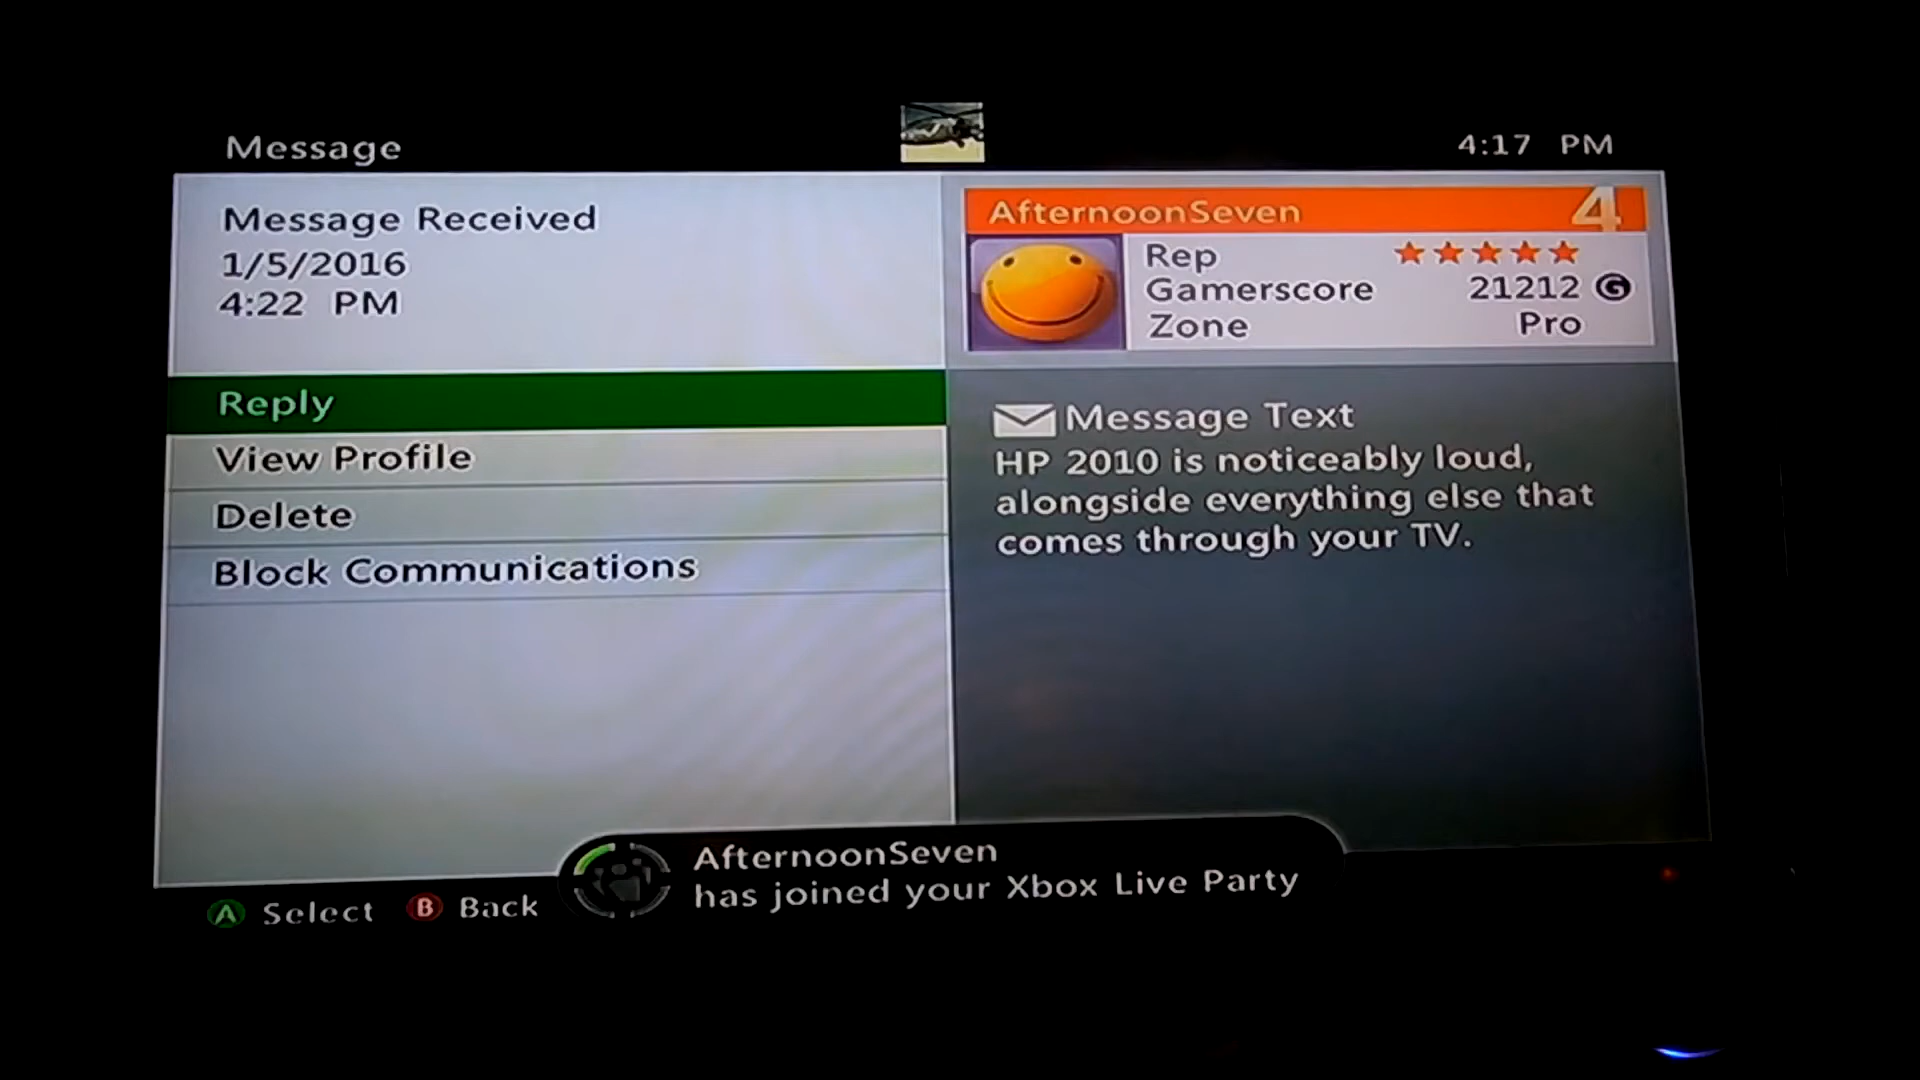 Message
4:17 PM
Message Received
1/5/2016
4:22 PM
AfternoonSeven
4
Rep
Gamerscore 21212 G
Zone Pro
Reply
View Profile
Delete
Block Communications
Message Text
HP 2010 is noticeably loud,
alongside everything else that
comes through your TV.
AfternoonSeven
has joined your Xbox Live Party
A Select B Back